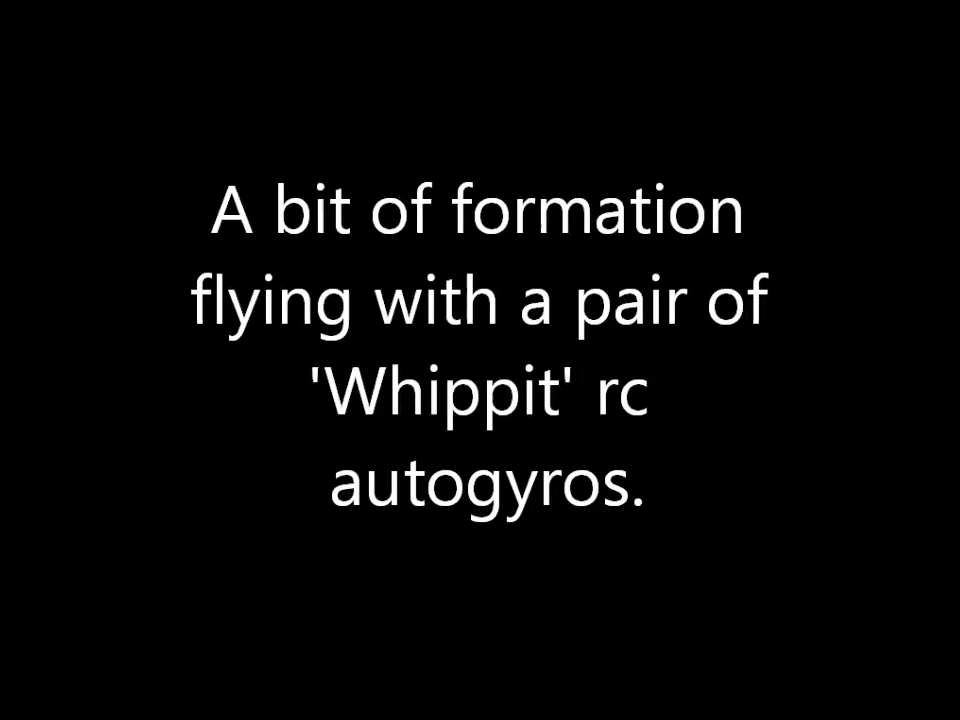 A bit of formation
flying with a pair of
'Whippit' rc
autogyros.